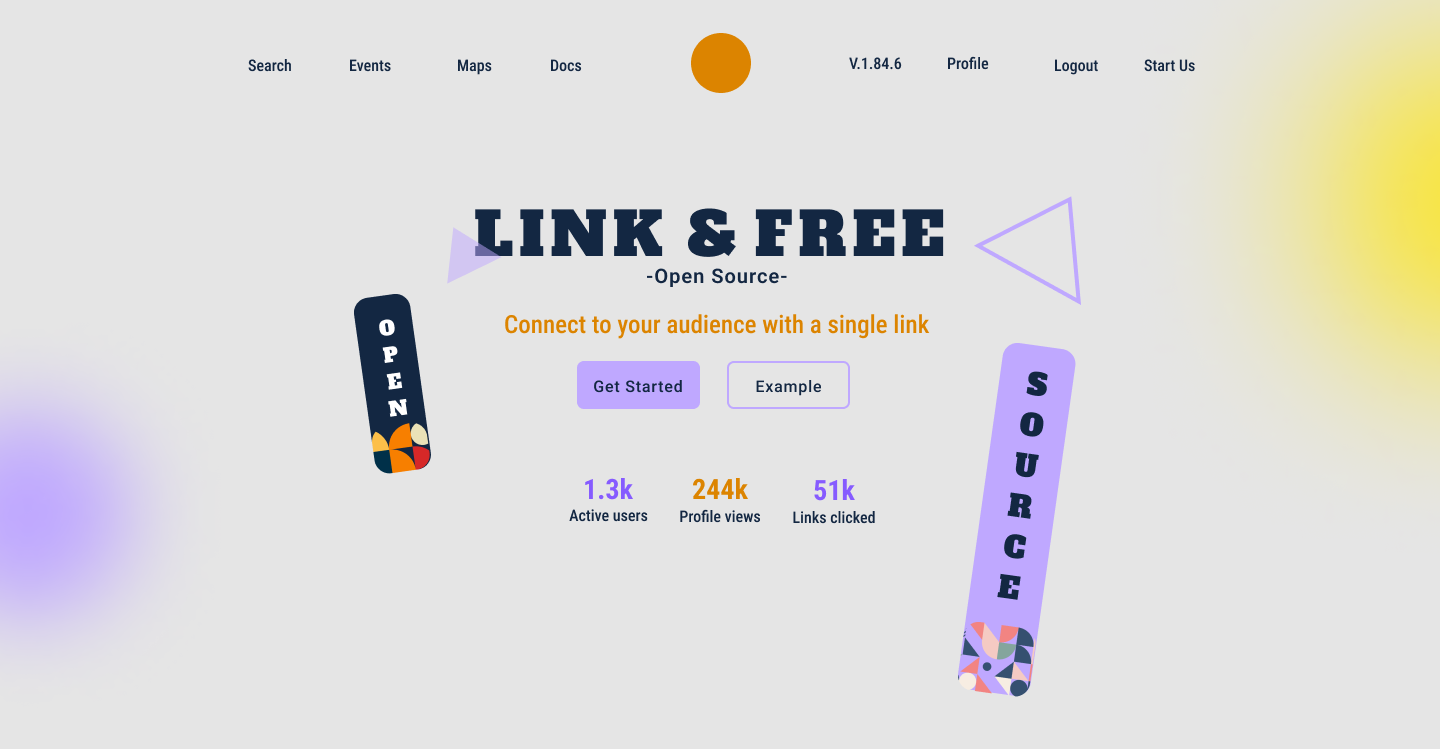 Search Events Maps Docs V.1.84.6 Profile Logout Start Us
LINK & FREE
-Open Source-
Connect to your audience with a single link
Get Started Example
1.3k 244k 51k
Active users Profile views Links clicked
OPEN
SOURCE